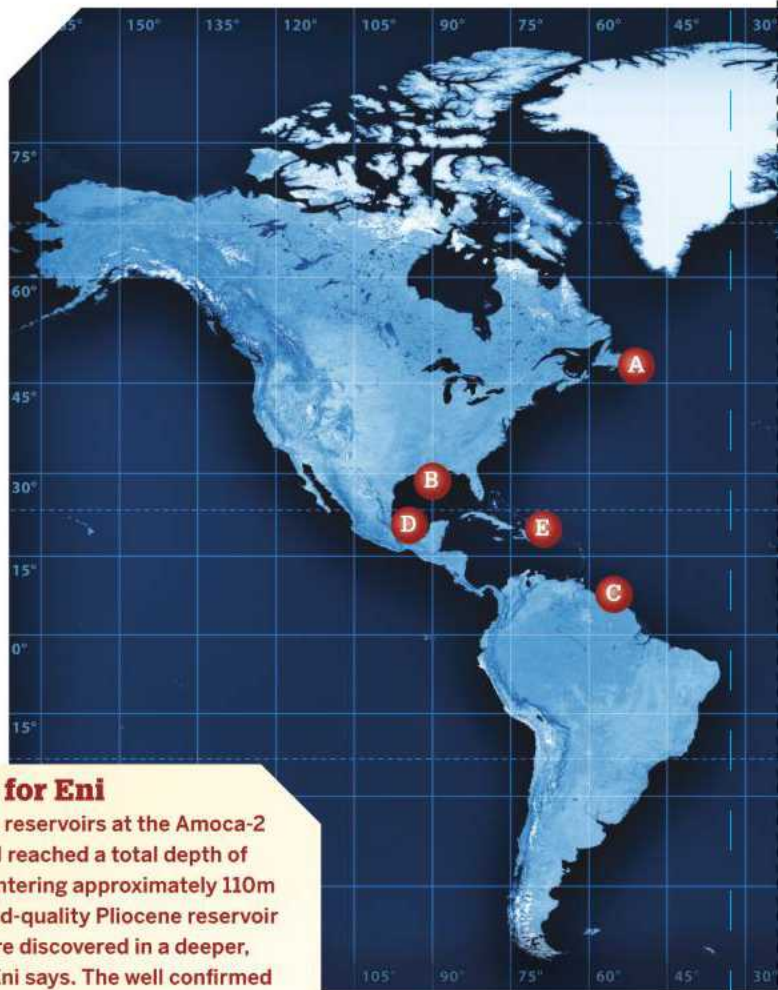 150° 135° 120° 105° 90° 75° 60° 45° 30°
75°
60°
A
45°
30°
B
D
E
15°
C
0°
15°
for Eni
reservoirs at the Amoca-2
reached a total depth of
ntering approximately 110m
d-quality Pliocene reservoir
re discovered in a deeper,
Eni says. The well confirmed
105° 90° 75° 60° 45° 30°